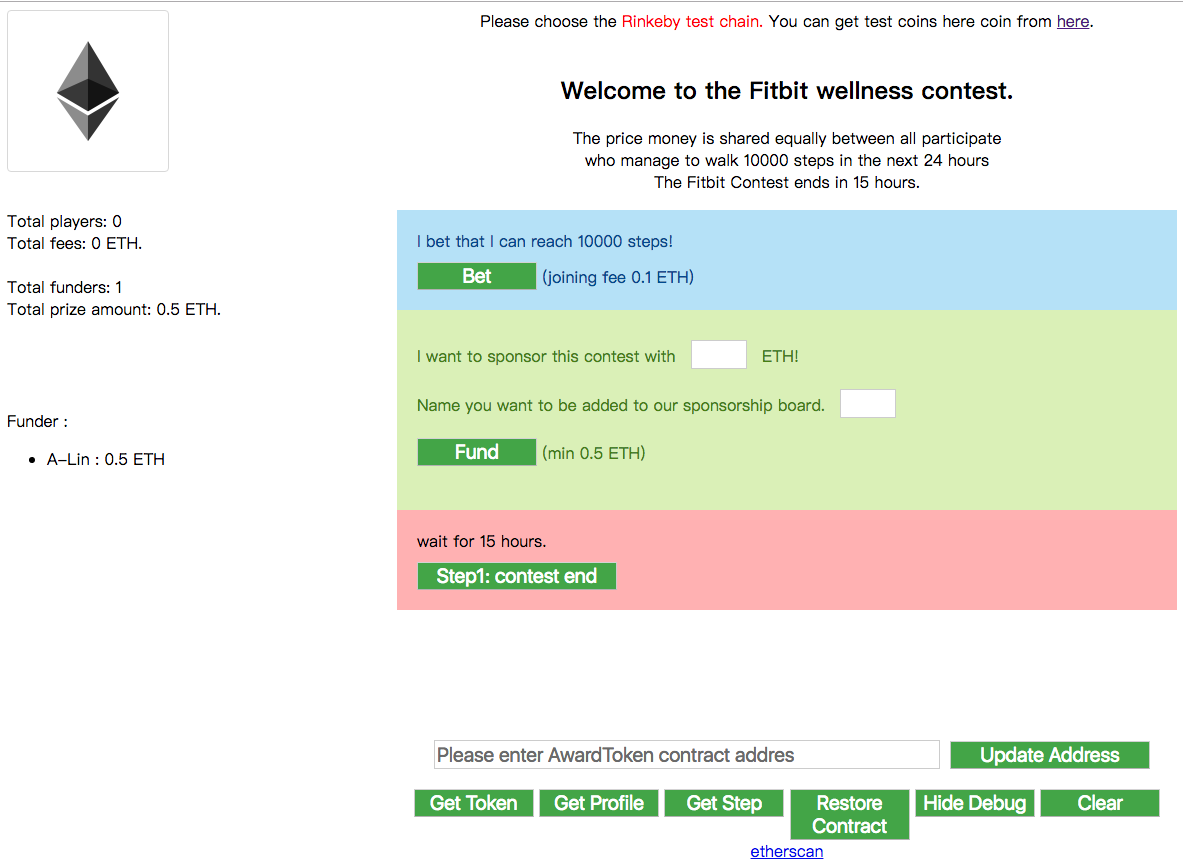 Please choose the Rinkeby test chain. You can get test coins here coin from here.
Welcome to the Fitbit wellness contest.
The price money is shared equally between all participate
who manage to walk 10000 steps in the next 24 hours
The Fitbit Contest ends in 15 hours.
Total players: 0
Total fees: 0 ETH.
Total funders: 1
Total prize amount: 0.5 ETH.
Funder :
A-Lin : 0.5 ETH
I bet that I can reach 10000 steps!
Bet (joining fee 0.1 ETH)
I want to sponsor this contest with ETH!
Name you want to be added to our sponsorship board.
Fund (min 0.5 ETH)
wait for 15 hours.
Step1: contest end
Please enter AwardToken contract addres Update Address
Get Token Get Profile Get Step Restore Hide Debug Clear
Contract
etherscan